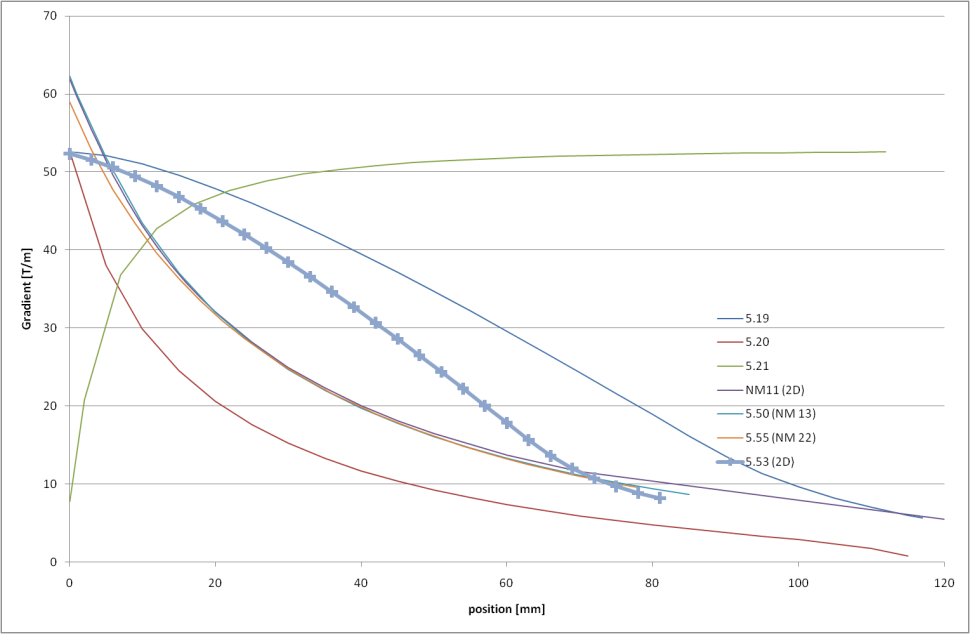 70
60
50
40
30
20
10
0
Gradient [T/m]
5.19
5.20
5.21
NM11 (2D)
5.50 (NM 13)
5.55 (NM 22)
5.53 (2D)
0 20 40 60 80 100 120
position [mm]